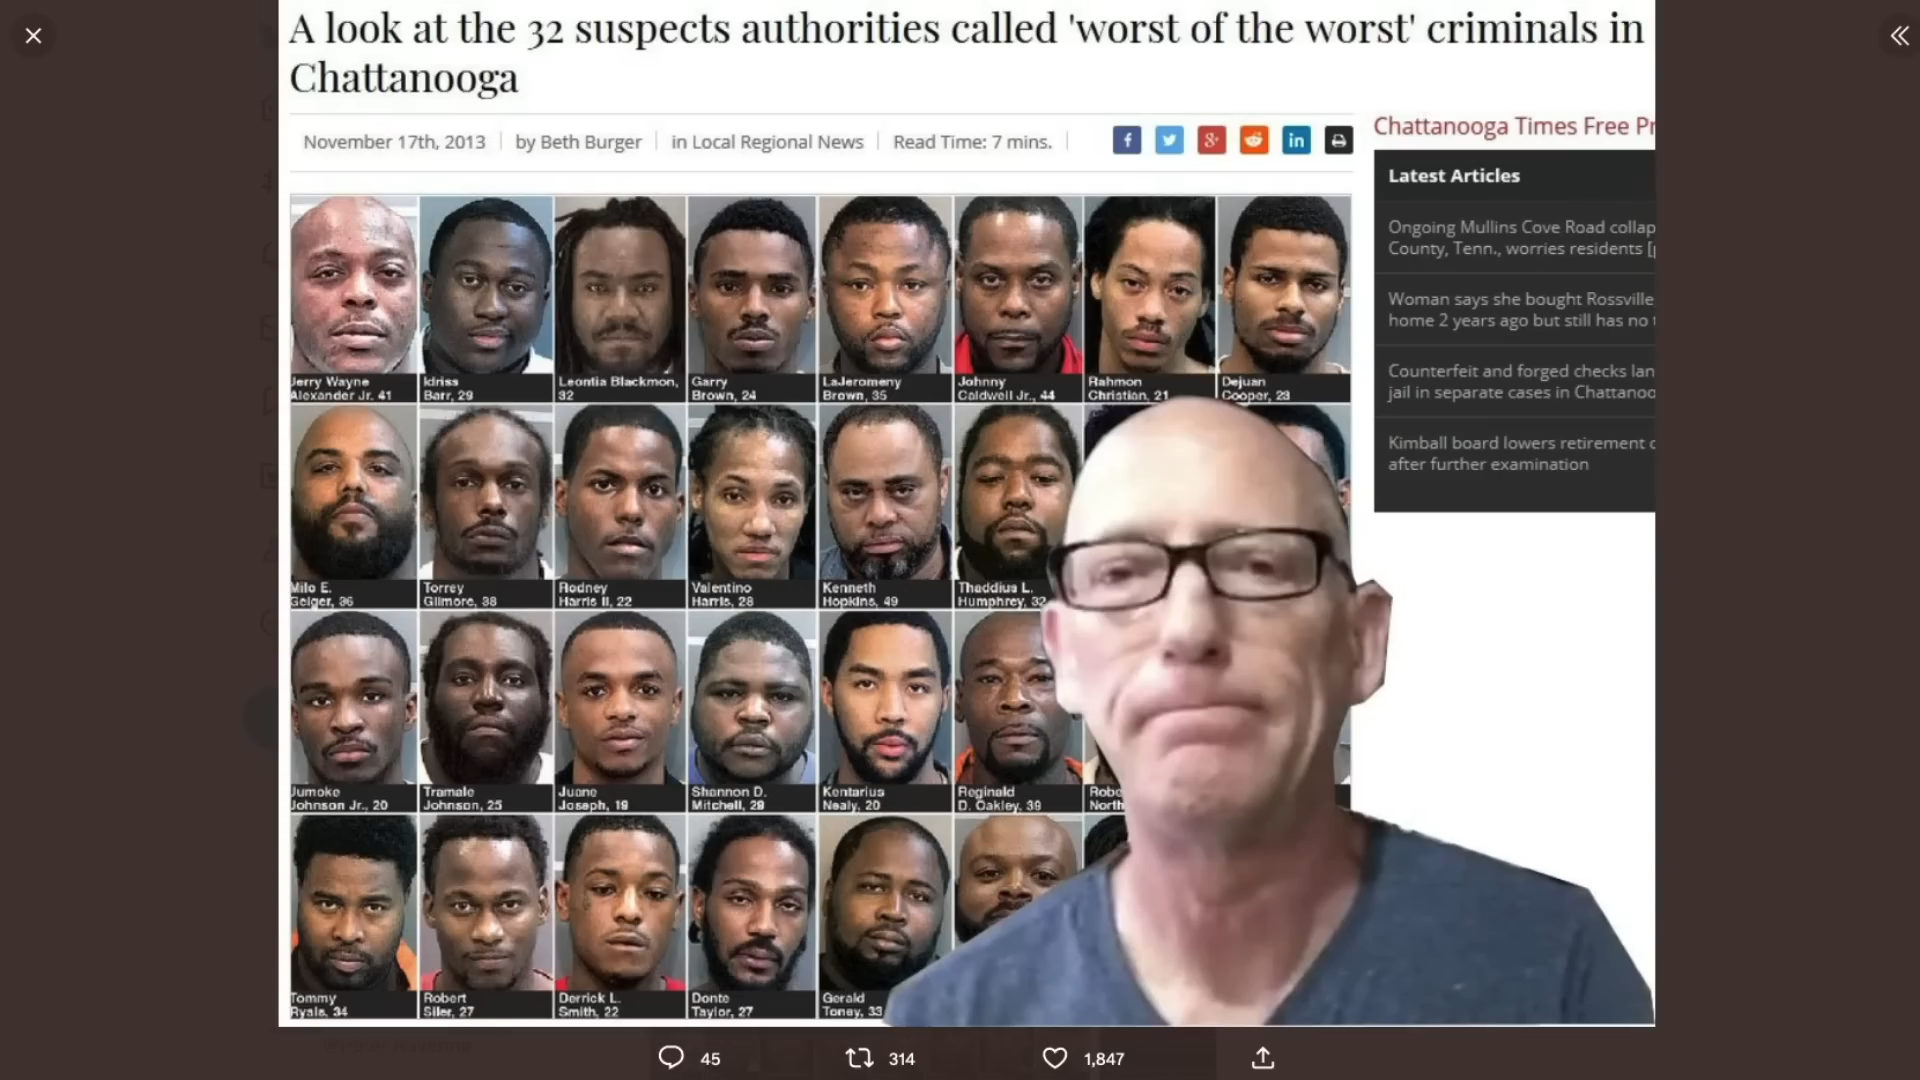 A look at the 32 suspects authorities called 'worst of the worst' criminals in
Chattanooga
November 17th, 2013
by Beth Burger
in Local Regional News
Read Time: 7 mins.
Chattanooga Times Free Pr
Latest Articles
Ongoing Mullins Cove Road collap
County, Tenn., worries residents [p
Woman says she bought Rossville
home 2 years ago but still has no t
Counterfeit and forged checks lan
jail in separate cases in Chattanoo
Kimball board lowers retirement c
after further examination
Jerry Wayne
Alexander Jr. 41
Idriss
Barr, 29
Leontia Blackmon,
32
Garry
Brown, 24
LaJeromeny
Brown, 35
Johnny
Caldwell Jr., 44
Rahmon
Christian, 21
Dejuan
Cooper, 23
Milo E.
Geiger, 36
Torrey
Gilmore, 38
Rodney
Harris II, 22
Valentino
Harris, 28
Kenneth
Hopkins, 49
Thaddius L.
Humphrey, 32
Jumoke
Johnson Jr., 20
Tramale
Johnson, 25
Juane
Joseph, 19
Shannon D.
Mitchell, 29
Kentarius
Nealy, 20
Reginald
D. Oakley, 39
Robe
North
Tommy
Ryals, 34
Robert
Siler, 27
Derrick L.
Smith, 22
Donte
Taylor, 27
Gerald
Toney, 33
45
314
1,847